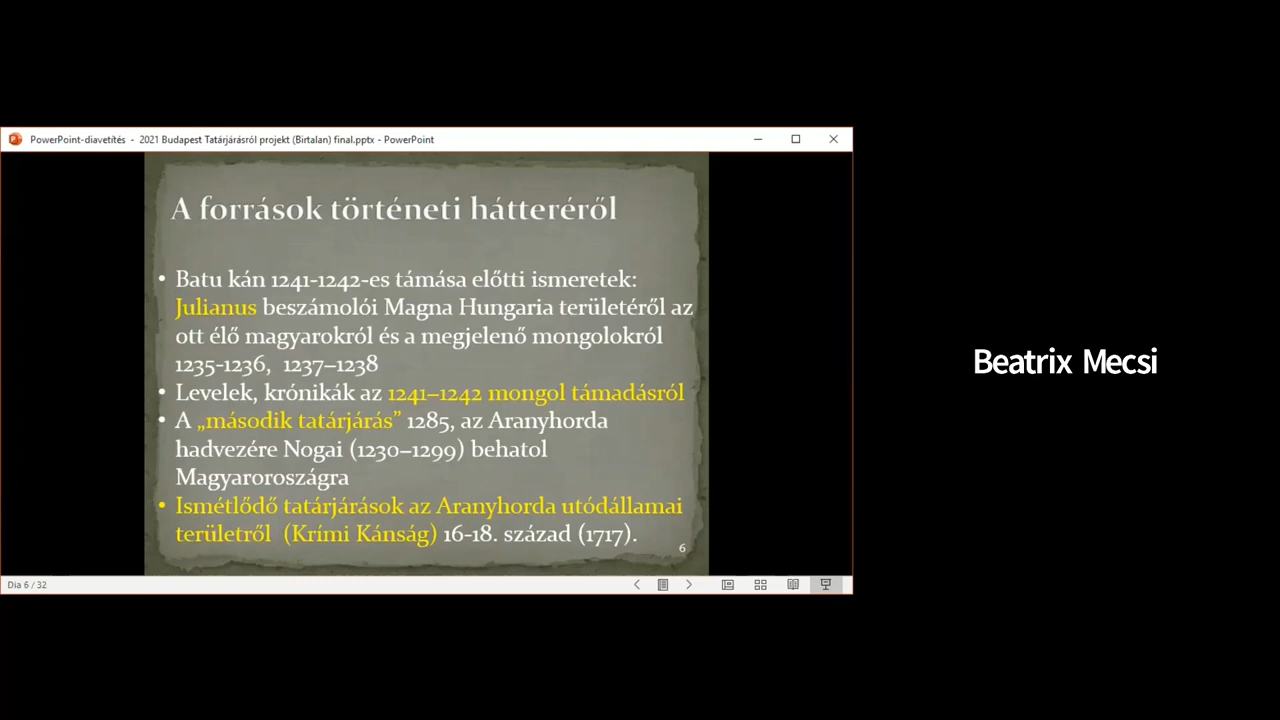 PowerPoint-diavetítés - 2021 Budapest Tatárjárásról projekt (Birtalan) final.pptx - PowerPoint
A források történeti hátteréről
• Batu kán 1241-1242-es támása előtti ismeretek:
Julianus beszámolói Magna Hungaria területéről az
ott élő magyarokról és a megjelenő mongolokról
1235-1236, 1237–1238
• Levelek, krónikák az 1241–1242 mongol támadásról
• A „második tatárjárás” 1285, az Aranyhorda
hadvezére Nogai (1230–1299) behatol
Magyaroroszágra
• Ismétlődő tatárjárások az Aranyhorda utódállamai
területről (Krími Kánság) 16-18. század (1717).
6
Dia 6 / 32
Beatrix Mecsi